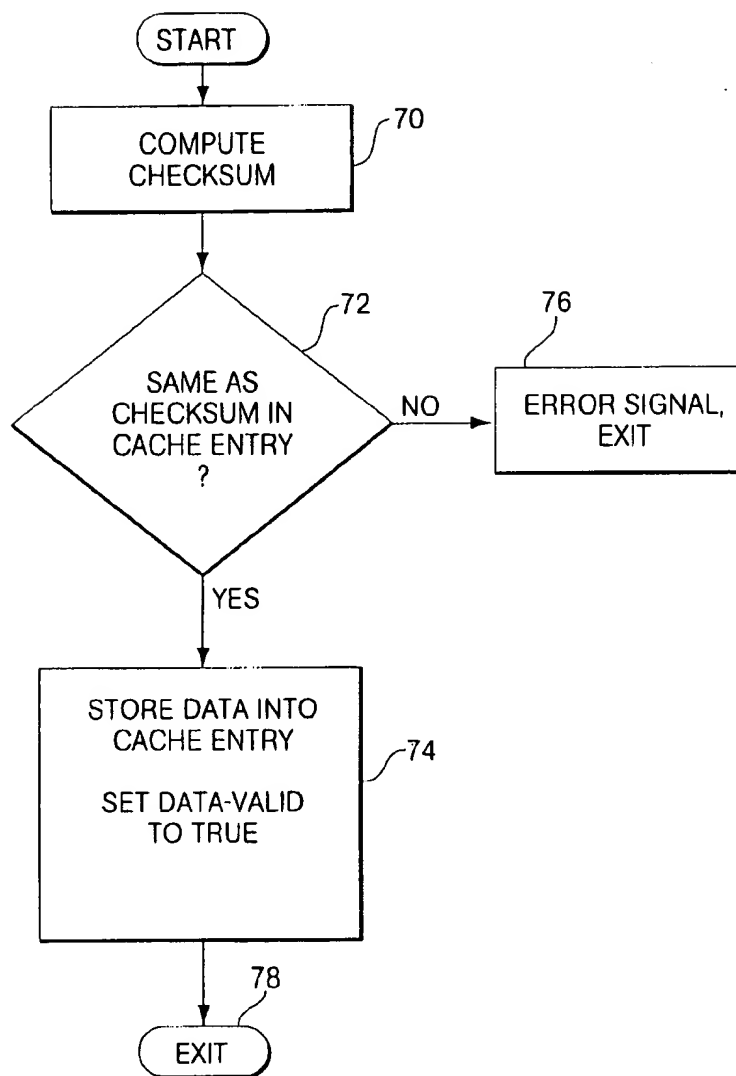 START
70
COMPUTE
CHECKSUM
72
SAME AS
CHECKSUM IN
CACHE ENTRY
?
NO
76
ERROR SIGNAL,
EXIT
YES
STORE DATA INTO
CACHE ENTRY
SET DATA-VALID
TO TRUE
74
78
EXIT